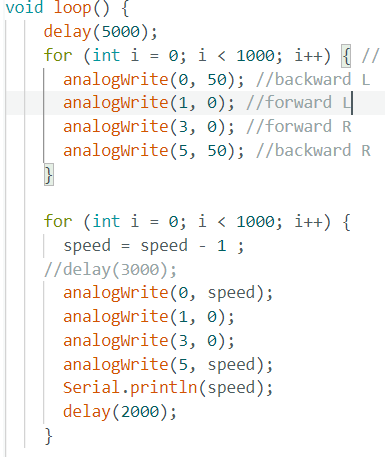 void loop() {
delay(5000);
for (int i = 0; i < 1000; i++) { //
analogWrite(0, 50); //backward L
analogWrite(1, 0); //forward L
analogWrite(3, 0); //forward R
analogWrite(5, 50); //backward R
}
for (int i = 0; i < 1000; i++) {
speed = speed - 1 ;
//delay(3000);
analogWrite(0, speed);
analogWrite(1, 0);
analogWrite(3, 0);
analogWrite(5, speed);
Serial.println(speed);
delay(2000);
}